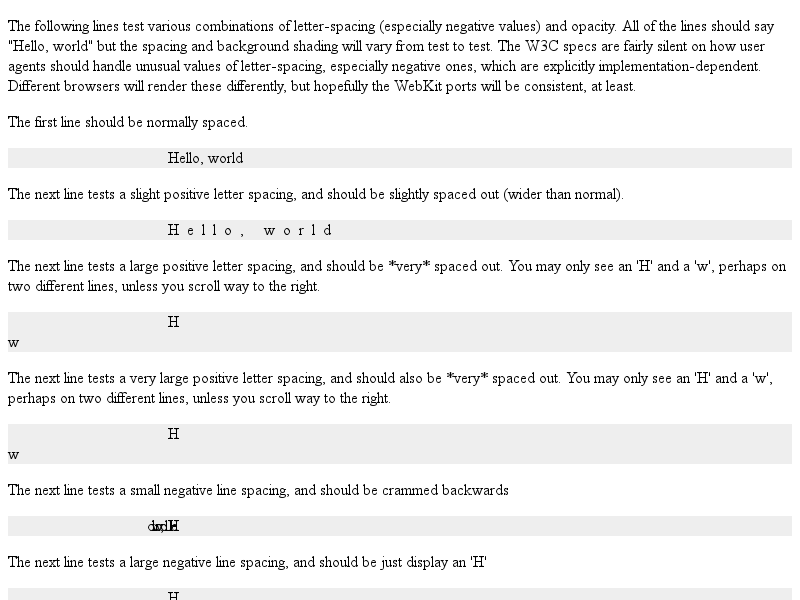 The following lines test various combinations of letter-spacing (especially negative values) and opacity. All of the lines should say
"Hello, world" but the spacing and background shading will vary from test to test. The W3C specs are fairly silent on how user
agents should handle unusual values of letter-spacing, especially negative ones, which are explicitly implementation-dependent.
Different browsers will render these differently, but hopefully the WebKit ports will be consistent, at least.
The first line should be normally spaced.
Hello, world
The next line tests a slight positive letter spacing, and should be slightly spaced out (wider than normal).
H e l l o ,  w o r l d
The next line tests a large positive letter spacing, and should be *very* spaced out. You may only see an 'H' and a 'w', perhaps on
two different lines, unless you scroll way to the right.
H
w
The next line tests a very large positive letter spacing, and should also be *very* spaced out. You may only see an 'H' and a 'w',
perhaps on two different lines, unless you scroll way to the right.
H
w
The next line tests a small negative line spacing, and should be crammed backwards
The next line tests a large negative line spacing, and should be just display an 'H'
H